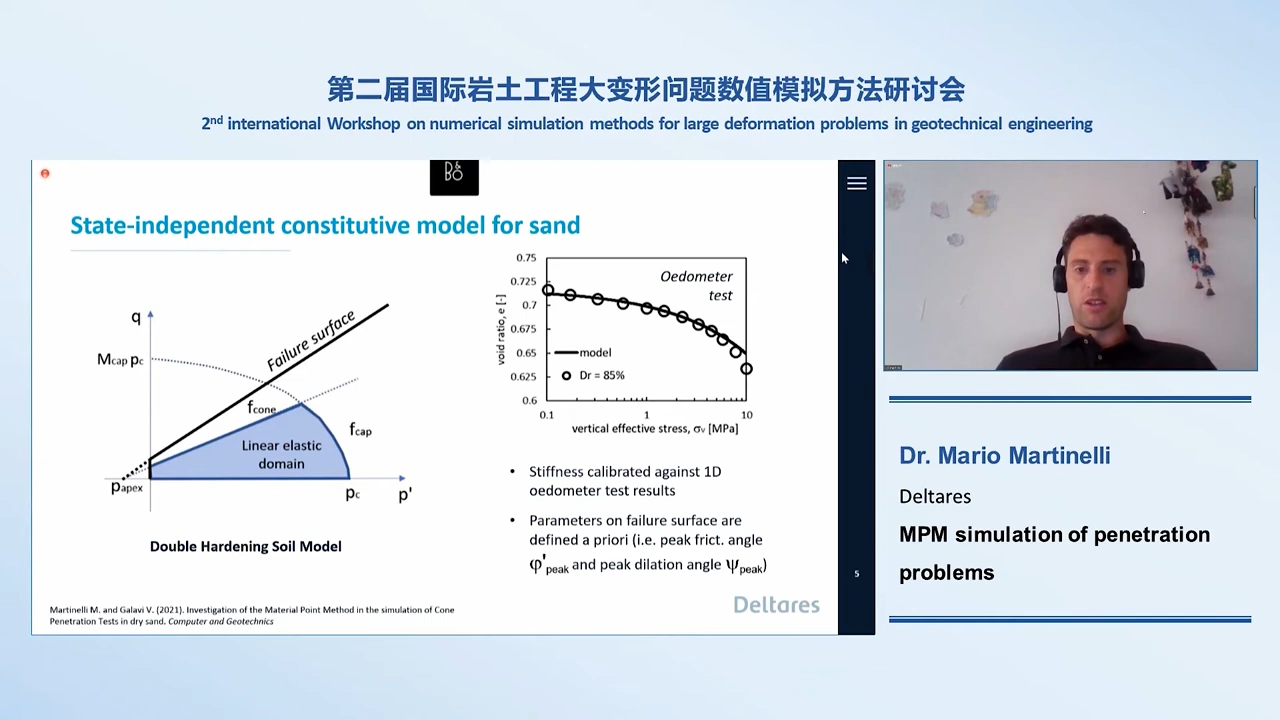 第二届国际岩土工程大变形问题数值模拟方法研讨会
2nd international Workshop on numerical simulation methods for large deformation problems in geotechnical engineering
B&O
State-independent constitutive model for sand
q
Mcap pc
Failure surface
fcone
fcap
Linear elastic
domain
papex
pc
p'
Double Hardening Soil Model
0.75
0.725
0.7
0.675
0.65
0.625
0.6
void ratio, e [-]
Oedometer
test
model
Dr = 85%
0.1
1
10
vertical effective stress, σv [MPa]
• Stiffness calibrated against 1D
oedometer test results
• Parameters on failure surface are
defined a priori (i.e. peak frict. angle
φ'peak and peak dilation angle ψpeak)
5
Martinelli M. and Galavi V. (2021). Investigation of the Material Point Method in the simulation of Cone
Penetration Tests in dry sand. Computer and Geotechnics
Deltares
Dr. Mario Martinelli
Deltares
MPM simulation of penetration
problems